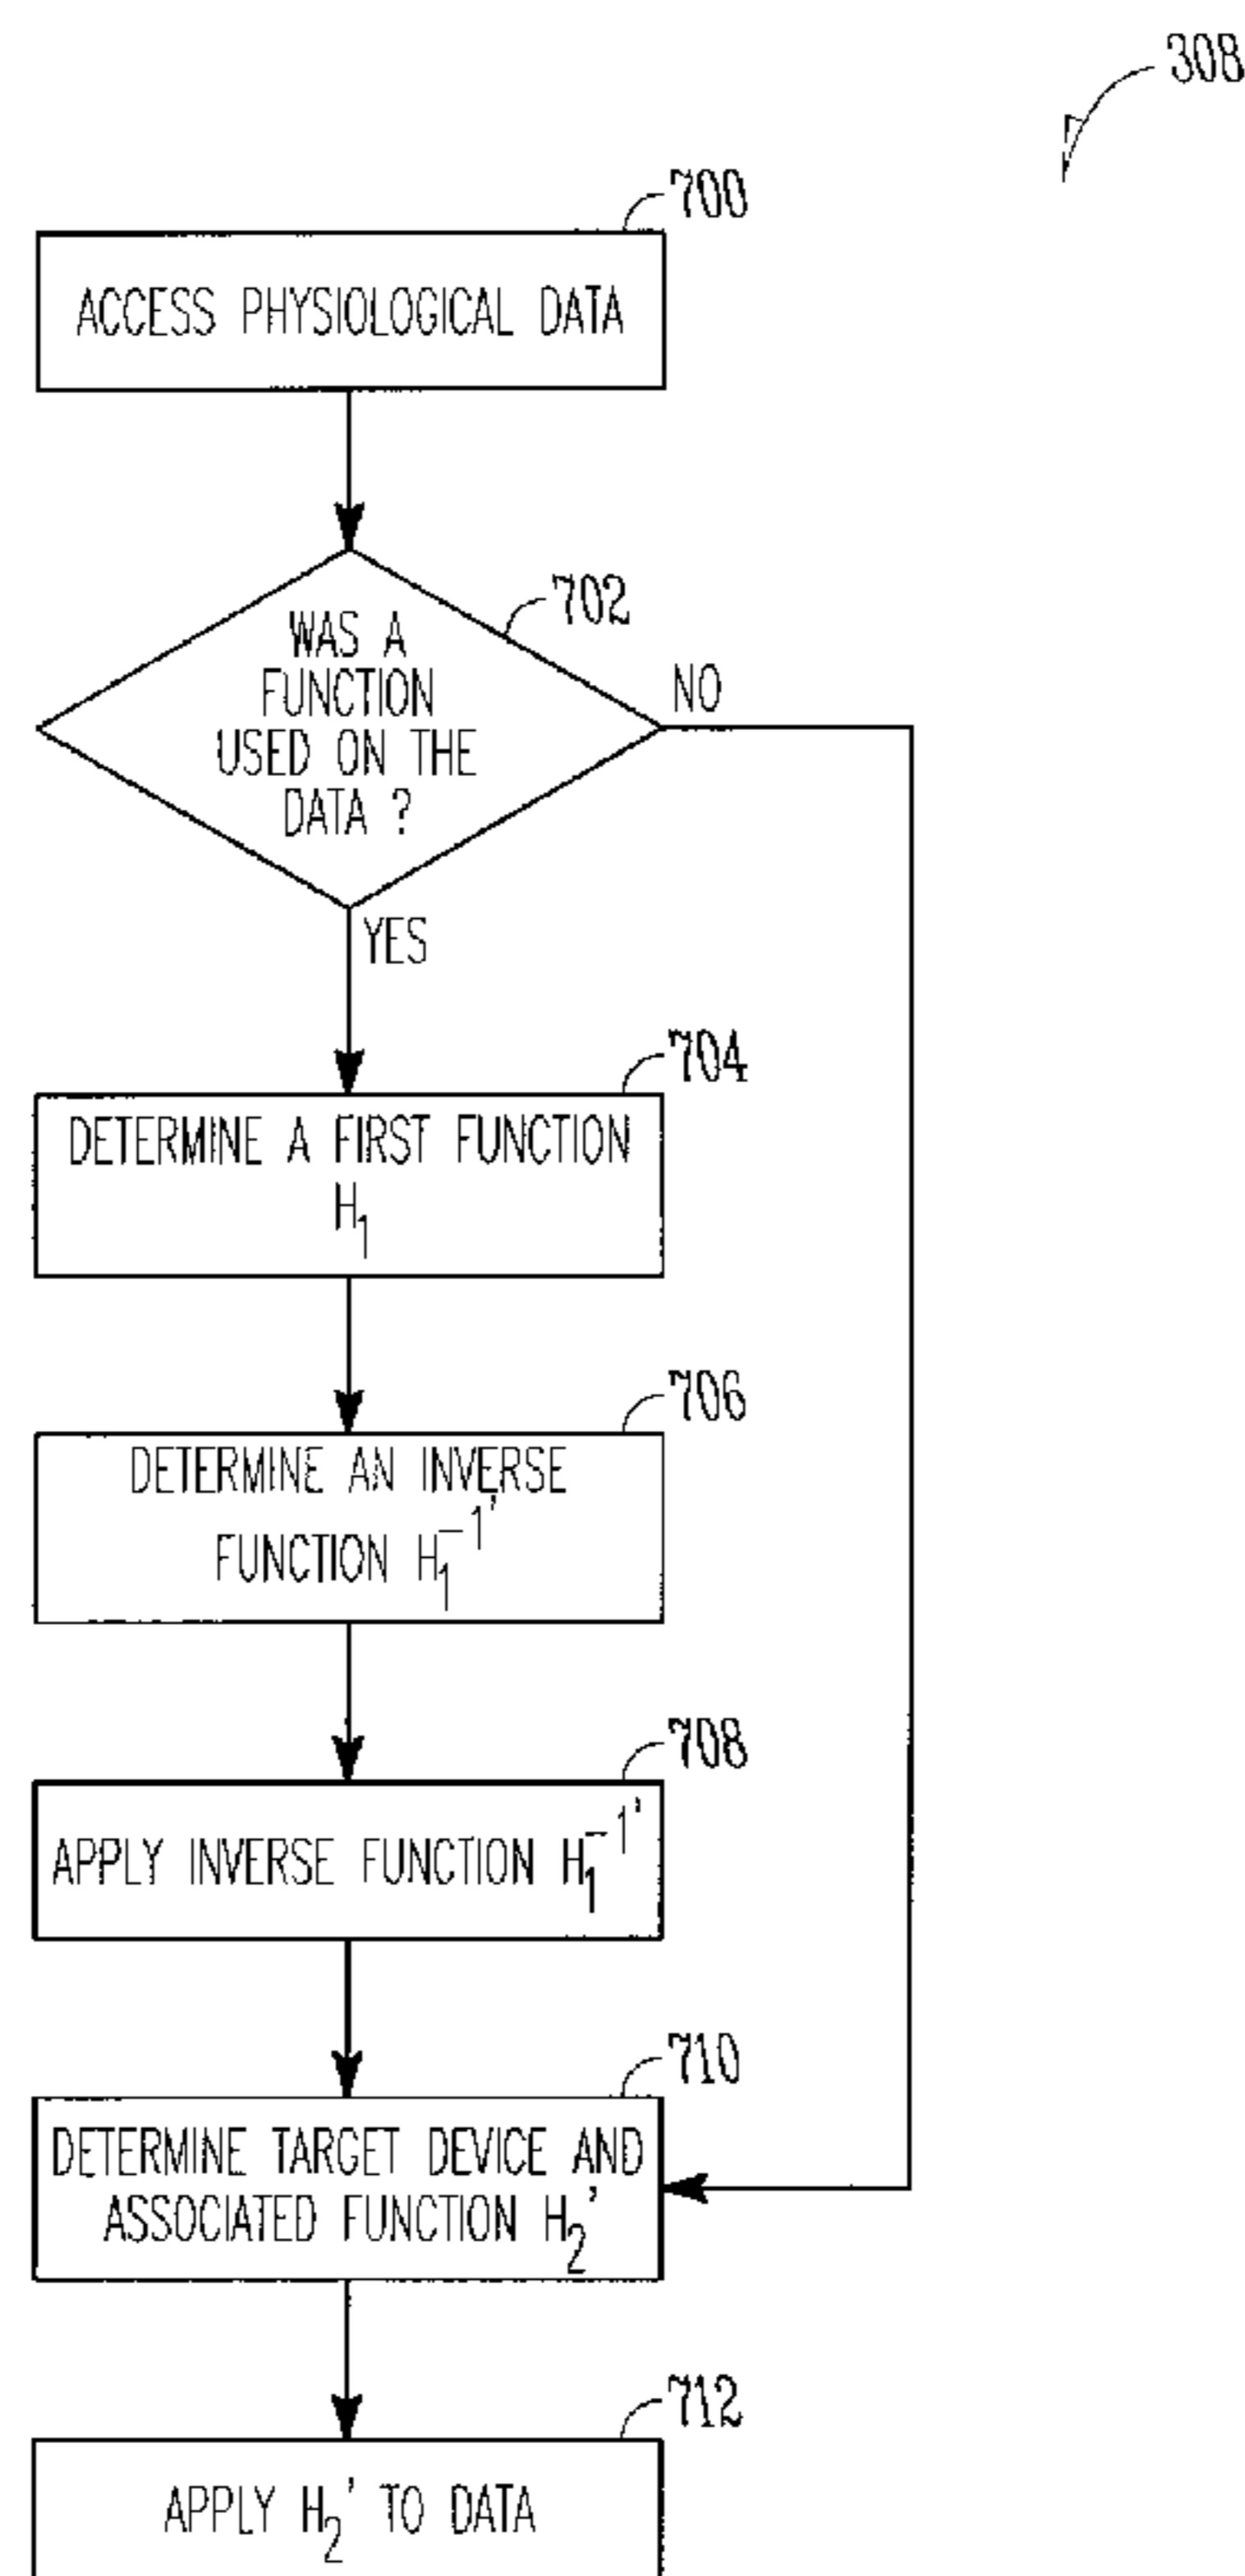 308
700
ACCESS PHYSIOLOGICAL DATA
702
WAS A
FUNCTION
USED ON THE
DATA ?
NO
YES
704
DETERMINE A FIRST FUNCTION
H₁
706
DETERMINE AN INVERSE
FUNCTION H₁⁻¹'
708
APPLY INVERSE FUNCTION H₁⁻¹'
710
DETERMINE TARGET DEVICE AND
ASSOCIATED FUNCTION H₂'
712
APPLY H₂' TO DATA